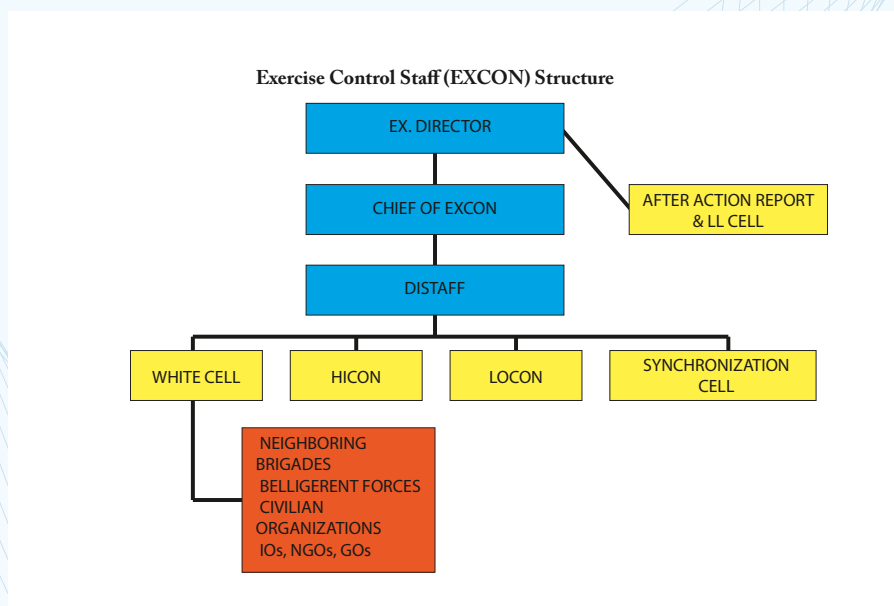 Exercise Control Staff (EXCON) Structure
EX. DIRECTOR
CHIEF OF EXCON
AFTER ACTION REPORT
& LL CELL
DISTAFF
WHITE CELL
HICON
LOCON
SYNCHRONIZATION
CELL
NEIGHBORING
BRIGADES
BELLIGERENT FORCES
CIVILIAN
ORGANIZATIONS
IOs, NGOs, GOs